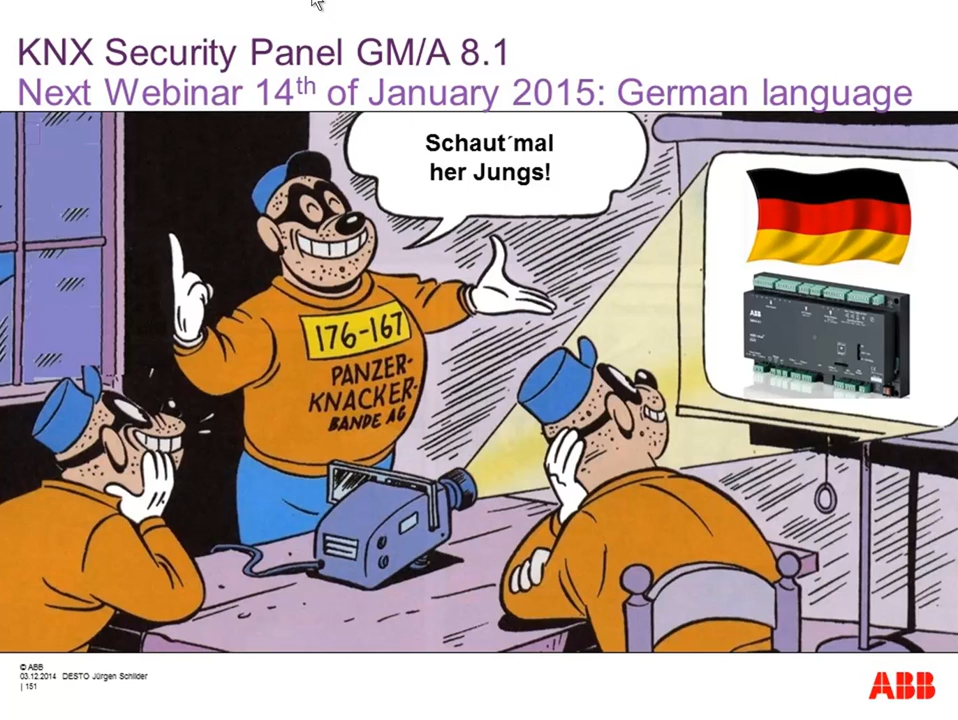 KNX Security Panel GM/A 8.1
Next Webinar 14th of January 2015: German language
Schaut´mal
her Jungs!
ABB
176-167
PANZER-
KNACKER-
BANDE AG
© ABB
03.12.2014 DESTO Jürgen Schilder
| 151
ABB